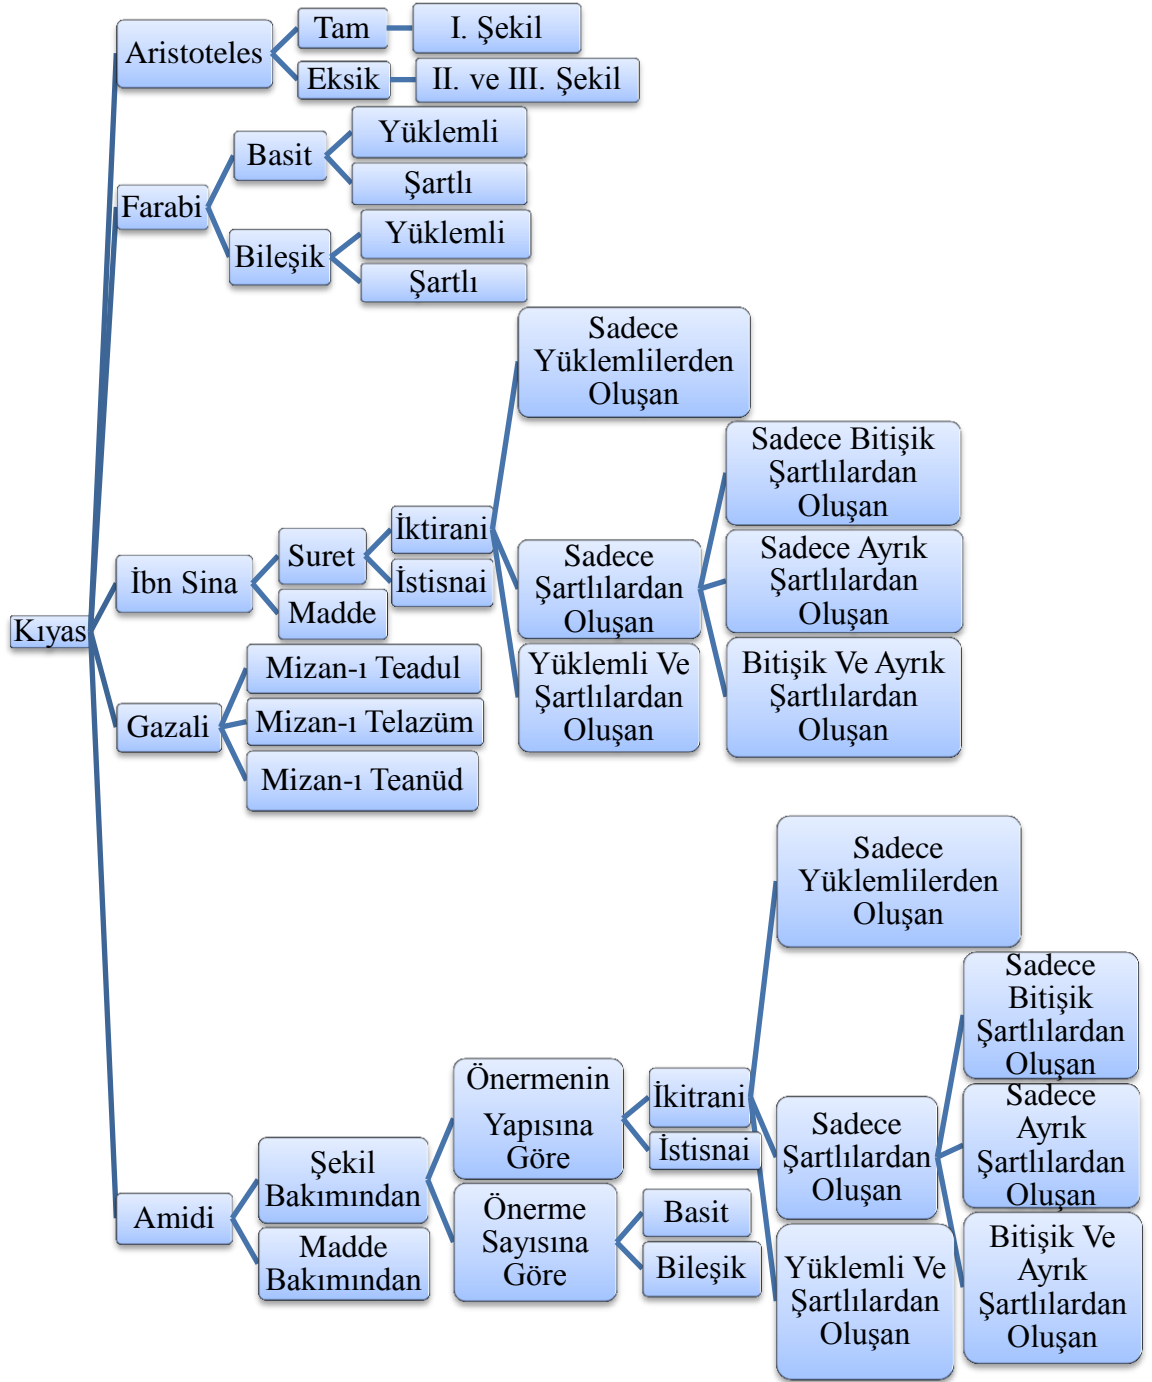 Kıyas
Aristoteles
Tam
I. Şekil
Eksik
II. ve III. Şekil
Farabi
Basit
Yüklemli
Şartlı
Bileşik
Yüklemli
Şartlı
İbn Sina
Suret
İktirani
Sadece
Yüklemlilerden
Oluşan
Sadece
Şartlılardan
Oluşan
Sadece Bitişik
Şartlılardan
Oluşan
Sadece Ayrık
Şartlılardan
Oluşan
Bitişik Ve Ayrık
Şartlılardan
Oluşan
Yüklemli Ve
Şartlılardan
Oluşan
İstisnai
Madde
Gazali
Mizan-ı Teadul
Mizan-ı Telazüm
Mizan-ı Teanüd
Amidi
Şekil
Bakımından
Önermenin
Yapısına
Göre
İkitrani
Sadece
Yüklemlilerden
Oluşan
Sadece
Şartlılardan
Oluşan
Sadece
Bitişik
Şartlılardan
Oluşan
Sadece
Ayrık
Şartlılardan
Oluşan
Bitişik Ve
Ayrık
Şartlılardan
Oluşan
Yüklemli Ve
Şartlılardan
Oluşan
İstisnai
Önerme
Sayısına
Göre
Basit
Bileşik
Madde
Bakımından